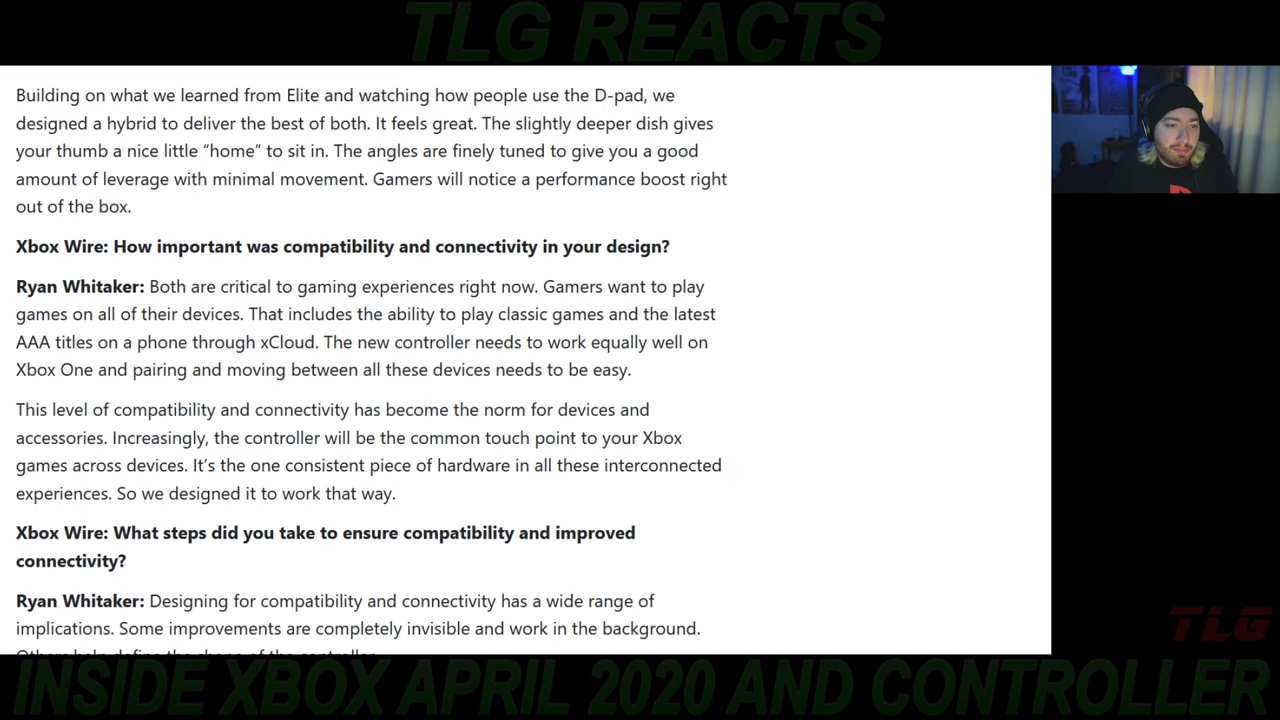 TLG REACTS
Building on what we learned from Elite and watching how people use the D-pad, we
designed a hybrid to deliver the best of both. It feels great. The slightly deeper dish gives
your thumb a nice little “home” to sit in. The angles are finely tuned to give you a good
amount of leverage with minimal movement. Gamers will notice a performance boost right
out of the box.
Xbox Wire: How important was compatibility and connectivity in your design?
Ryan Whitaker: Both are critical to gaming experiences right now. Gamers want to play
games on all of their devices. That includes the ability to play classic games and the latest
AAA titles on a phone through xCloud. The new controller needs to work equally well on
Xbox One and pairing and moving between all these devices needs to be easy.
This level of compatibility and connectivity has become the norm for devices and
accessories. Increasingly, the controller will be the common touch point to your Xbox
games across devices. It’s the one consistent piece of hardware in all these interconnected
experiences. So we designed it to work that way.
Xbox Wire: What steps did you take to ensure compatibility and improved
connectivity?
Ryan Whitaker: Designing for compatibility and connectivity has a wide range of
implications. Some improvements are completely invisible and work in the background.
Others help define the shape of the controller.
TLG
INSIDE XBOX APRIL 2020 AND CONTROLLER